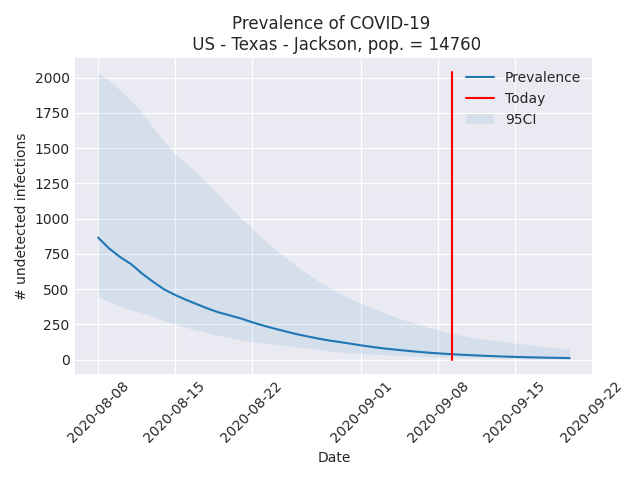 Prevalence of COVID-19
US - Texas - Jackson, pop. = 14760
Prevalence
Today
95CI
2000
1750
1500
1250
1000
750
500
250
0
# undetected infections
2020-08-08
2020-08-15
2020-08-22
2020-09-01
2020-09-08
2020-09-15
2020-09-22
Date